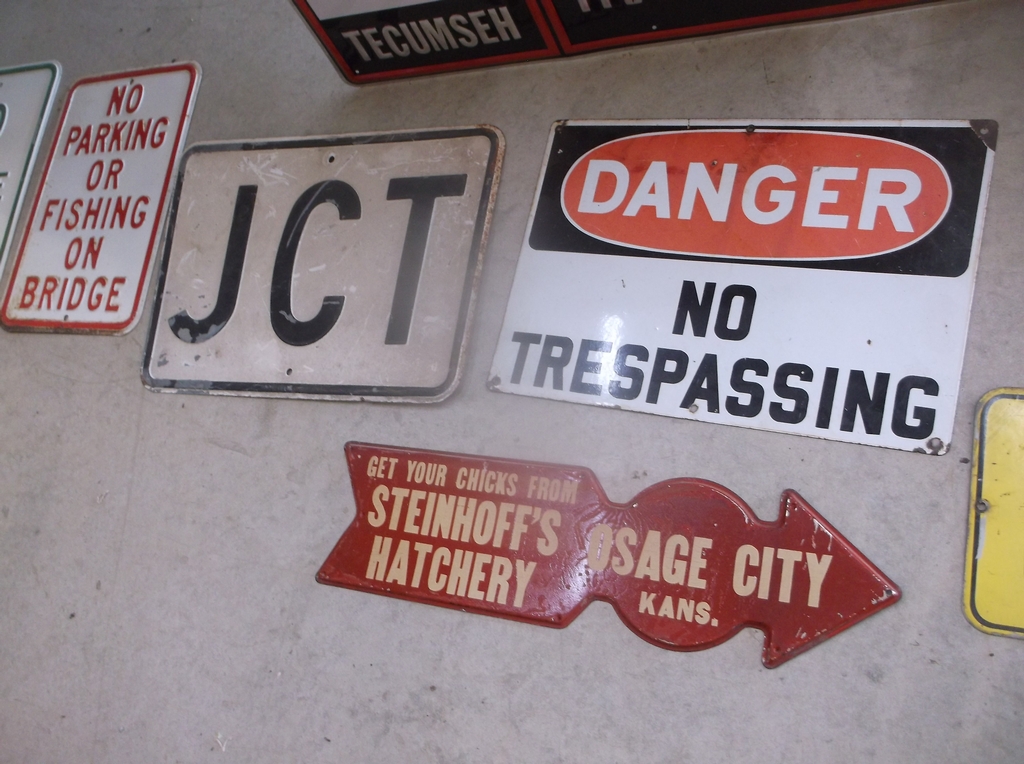 TECUMSEH
NO
PARKING
OR
FISHING
ON
BRIDGE
JCT
DANGER
NO
TRESPASSING
GET YOUR CHICKS FROM
STEINHOFF'S
HATCHERY
OSAGE CITY
KANS.